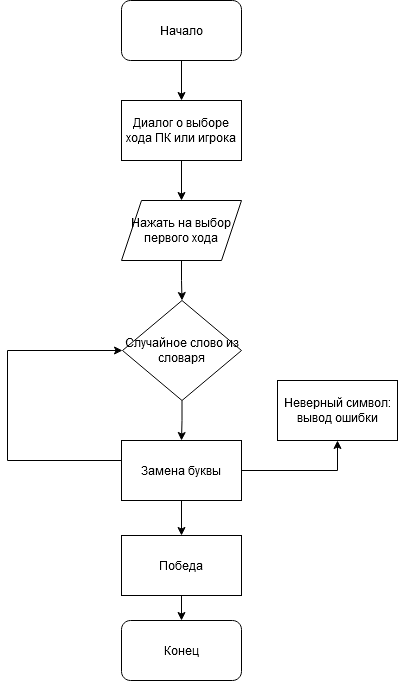 Начало
Диалог о выборе
хода ПК или игрока
Нажать на выбор
первого хода
Случайное слово из
словаря
Неверный символ:
вывод ошибки
Замена буквы
Победа
Конец